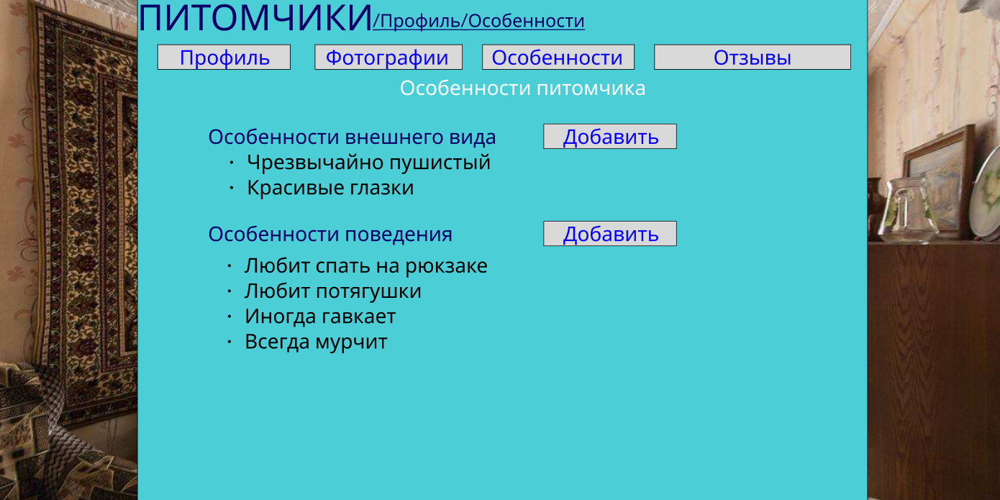 ПИТОМЧИКИ/Профиль/Особенности
Профиль Фотографии Особенности Отзывы
Особенности питомчика
Особенности внешнего вида Добавить
· Чрезвычайно пушистый
· Красивые глазки
Особенности поведения Добавить
· Любит спать на рюкзаке
· Любит потягушки
· Иногда гавкает
· Всегда мурчит